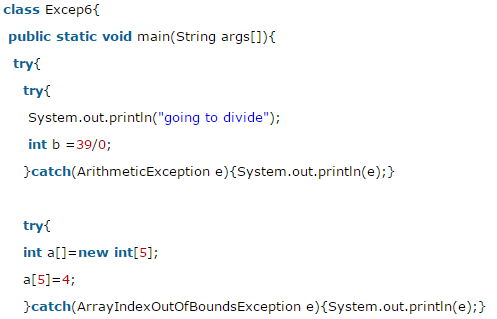 class Excep6{
public static void main(String args[]){
try{
try{
System.out.println("going to divide");
int b =39/0;
}catch(ArithmeticException e){System.out.println(e);}
try{
int a[]=new int[5];
a[5]=4;
}catch(ArrayIndexOutOfBoundsException e){System.out.println(e);}